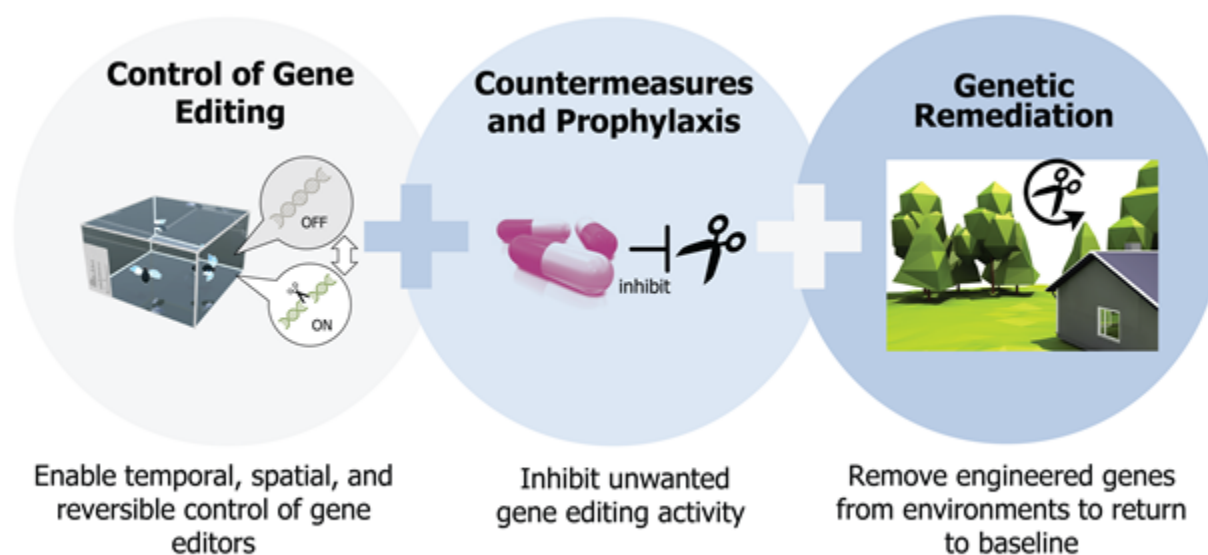 Control of Gene
Editing
OFF
ON
Enable temporal, spatial, and
reversible control of gene
editors
Countermeasures
and Prophylaxis
inhibit
Inhibit unwanted
gene editing activity
Genetic
Remediation
Remove engineered genes
from environments to return
to baseline